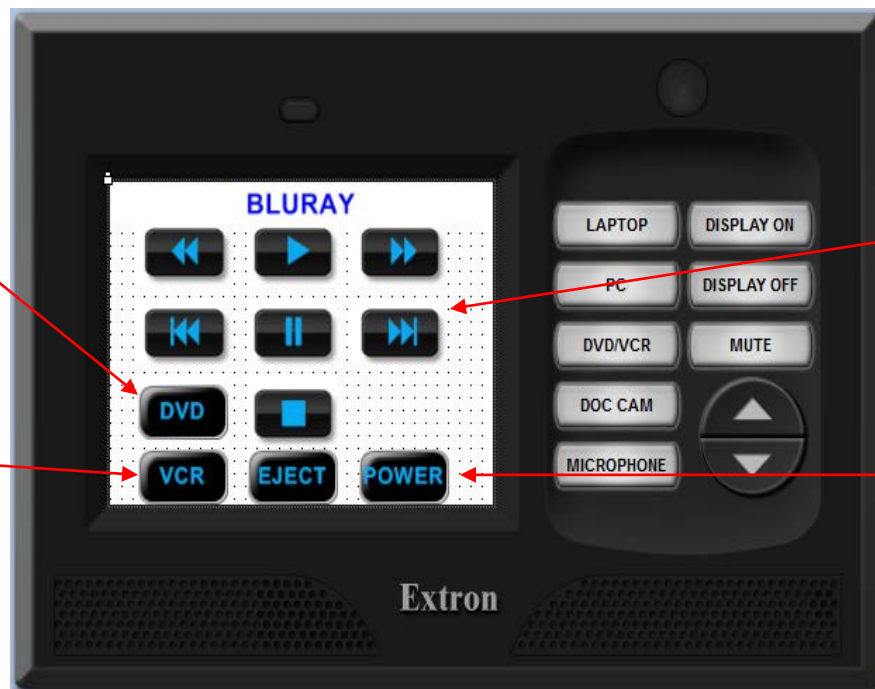 BLURAY
DVD
VCR EJECT POWER
LAPTOP DISPLAY ON
PC DISPLAY OFF
DVD/VCR MUTE
DOC CAM
MICROPHONE
Extron